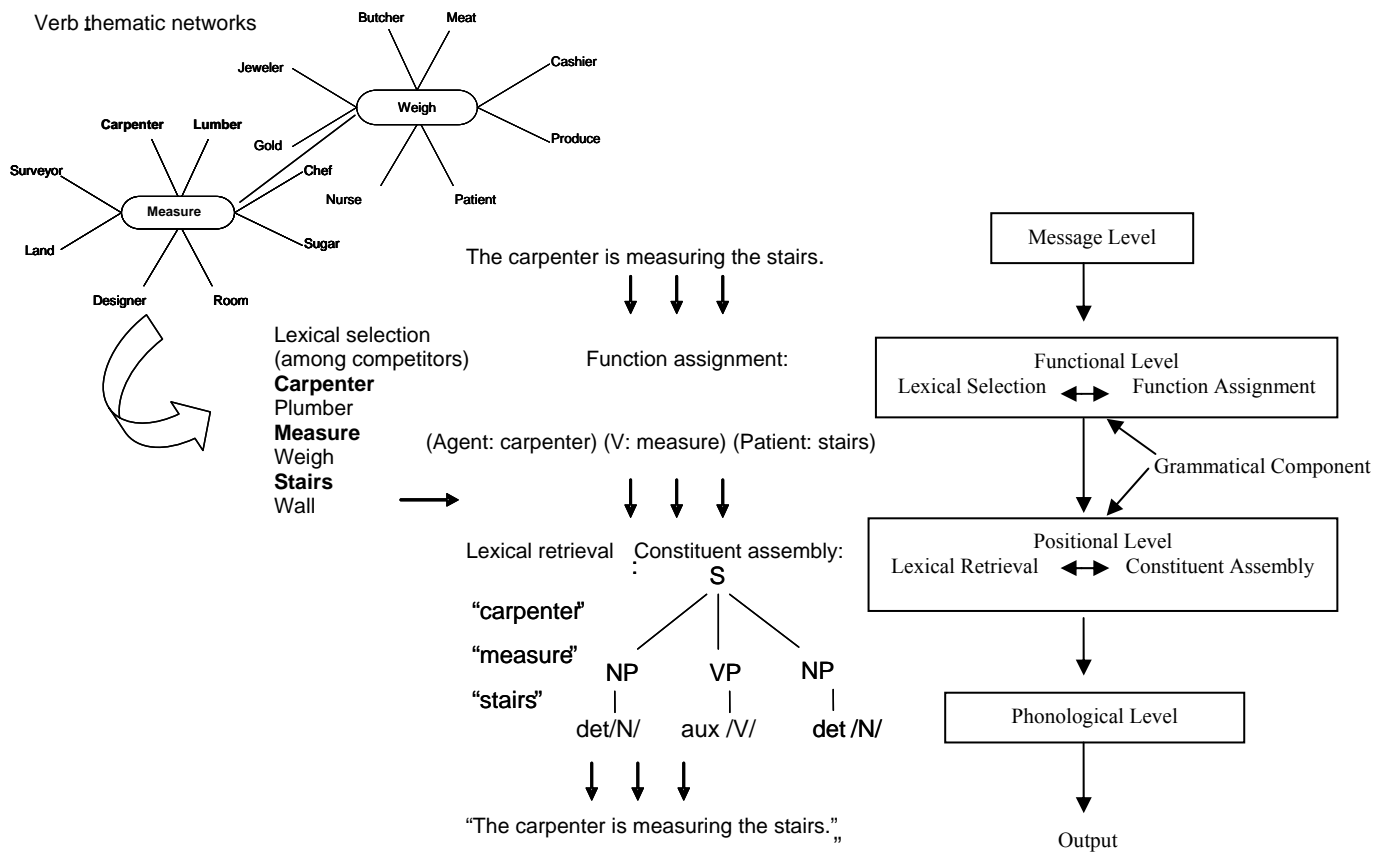 Verb thematic networks
Butcher
Meat
Jeweler
Cashier
Weigh
Carpenter
Lumber
Gold
Produce
Surveyor
Chef
Nurse
Patient
Measure
Land
Sugar
Designer
Room
Lexical selection
(among competitors)
Carpenter
Plumber
Measure
Weigh
Stairs
Wall
The carpenter is measuring the stairs.
Function assignment:
(Agent: carpenter) (V: measure) (Patient: stairs)
Lexical retrieval : Constituent assembly:
S
“carpenter”
“measure”
“stairs”
NP VP NP
det/N/ aux /V/ det /N/
“The carpenter is measuring the stairs.”„
Message Level
Functional Level
Lexical Selection Function Assignment
Grammatical Component
Positional Level
Lexical Retrieval Constituent Assembly
Phonological Level
Output